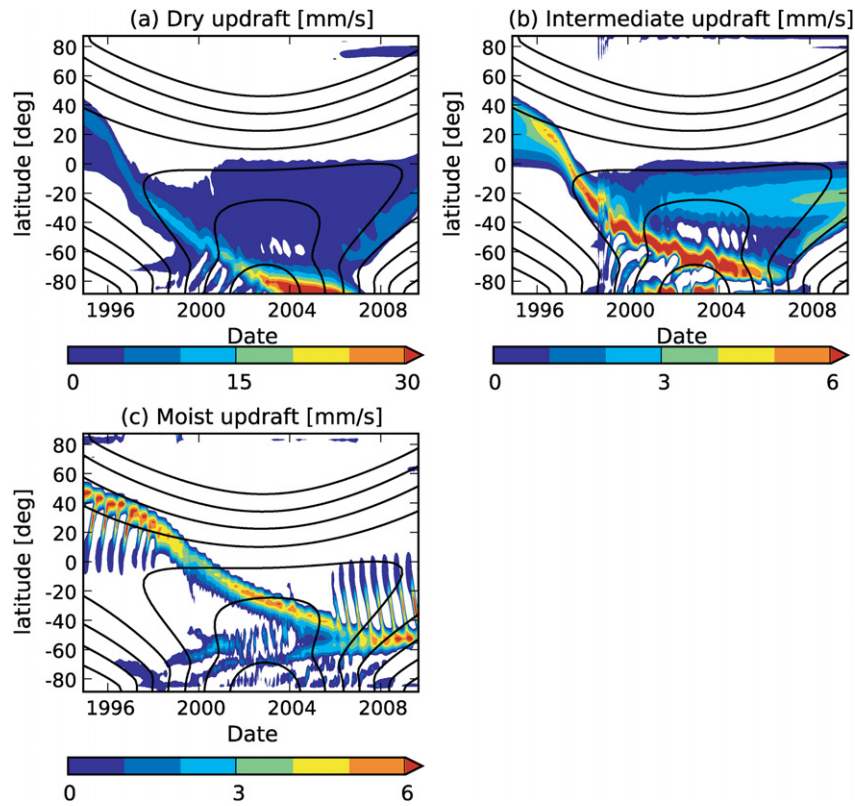 (a) Dry updraft [mm/s]
(b) Intermediate updraft [mm/s]
latitude [deg]
80
60
40
20
0
-20
-40
-60
-80
1996 2000 2004 2008
Date
0 15 30
latitude [deg]
80
60
40
20
0
-20
-40
-60
-80
1996 2000 2004 2008
Date
0 3 6
(c) Moist updraft [mm/s]
latitude [deg]
80
60
40
20
0
-20
-40
-60
-80
1996 2000 2004 2008
Date
0 3 6